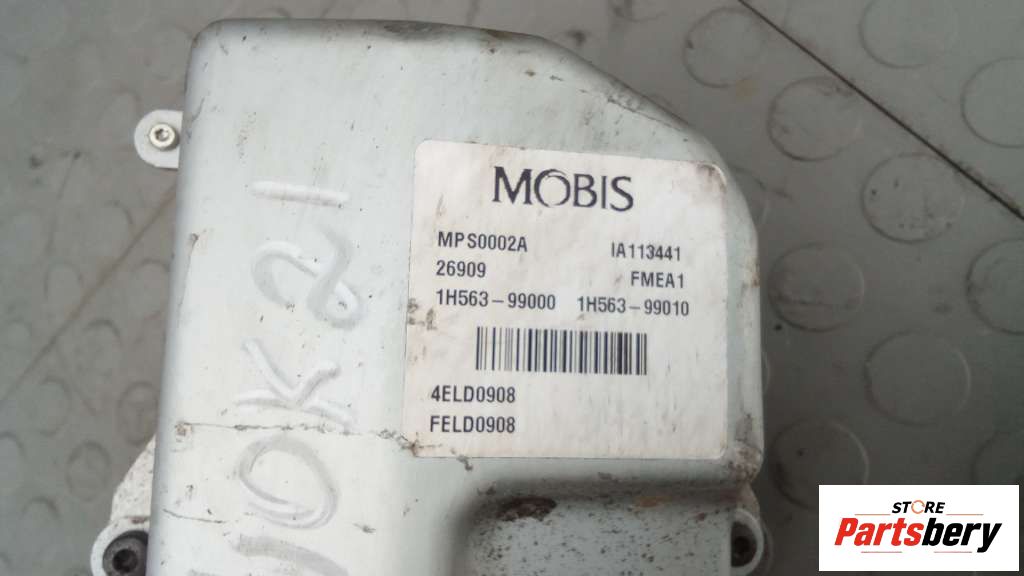 MOBIS
MPS0002A IA113441
26909 FMEA1
1H563-99000 1H563-99010
4ELD0908
FELD0908
STORE
Partsbery